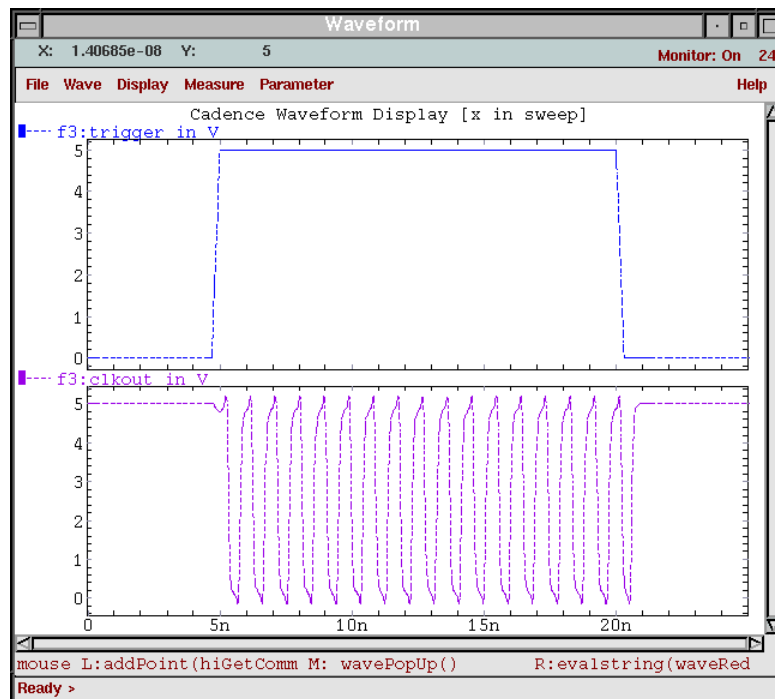 Waveform
X: 1.40685e-08 Y: 5
Monitor: On 24
File Wave Display Measure Parameter Help
Cadence Waveform Display [x in sweep]
f3:trigger in V
5
4
3
2
1
0
f3:clkout in V
5
4
3
2
1
0
0 5n 10n 15n 20n
mouse L:addPoint(hiGetComm M: wavePopUp() R:evalstring(waveRed
Ready >